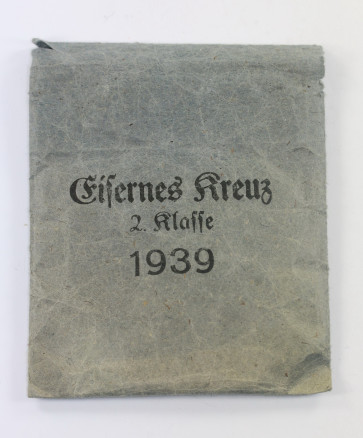 Eiſernes Kreuz
2. Klaſſe
1939